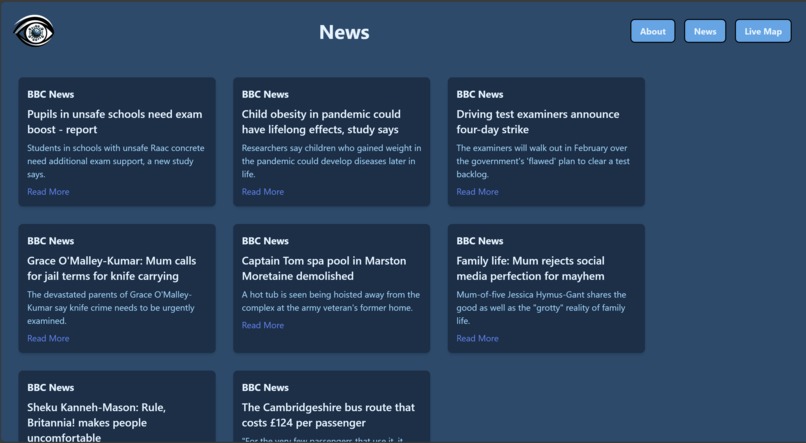 News
About
News
Live Map
BBC News
Pupils in unsafe schools need exam
boost - report
Students in schools with unsafe Raac concrete
need additional exam support, a new study
says.
Read More
BBC News
Child obesity in pandemic could
have lifelong effects, study says
Researchers say children who gained weight in
the pandemic could develop diseases later in
life.
Read More
BBC News
Driving test examiners announce
four-day strike
The examiners will walk out in February over
the government's 'flawed' plan to clear a test
backlog.
Read More
BBC News
Grace O'Malley-Kumar: Mum calls
for jail terms for knife carrying
The devastated parents of Grace O'Malley-
Kumar say knife crime needs to be urgently
examined.
Read More
BBC News
Captain Tom spa pool in Marston
Moretaine demolished
A hot tub is seen being hoisted away from the
complex at the army veteran's former home.
Read More
BBC News
Family life: Mum rejects social
media perfection for mayhem
Mum-of-five Jessica Hymus-Gant shares the
good as well as the "grotty" reality of family
life.
Read More
BBC News
Sheku Kanneh-Mason: Rule,
Britannia! makes people
uncomfortable
BBC News
The Cambridgeshire bus route that
costs £124 per passenger
"For the very few passengers that use it, it